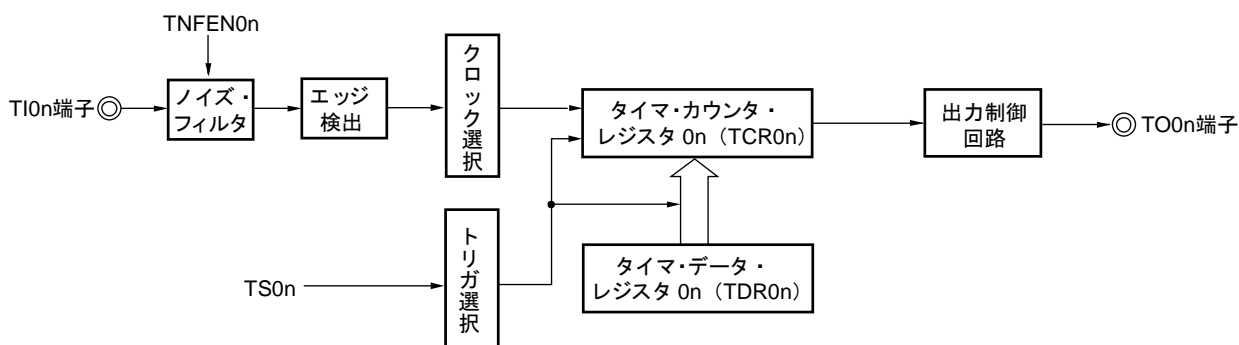 TNFEN0n
TI0n端子
ノイズ・
フィルタ
エッジ
検出
クロック選択
タイマ・カウンタ・
レジスタ 0n（TCR0n）
出力制御
回路
TO0n端子
TS0n
トリガ選択
タイマ・データ・
レジスタ 0n（TDR0n）